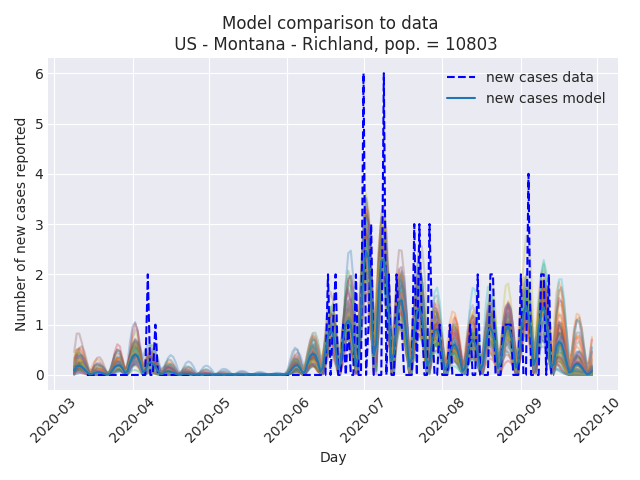 Model comparison to data
US - Montana - Richland, pop. = 10803
new cases data
new cases model
Number of new cases reported
6
5
4
3
2
1
0
2020-03
2020-04
2020-05
2020-06
2020-07
2020-08
2020-09
2020-10
Day